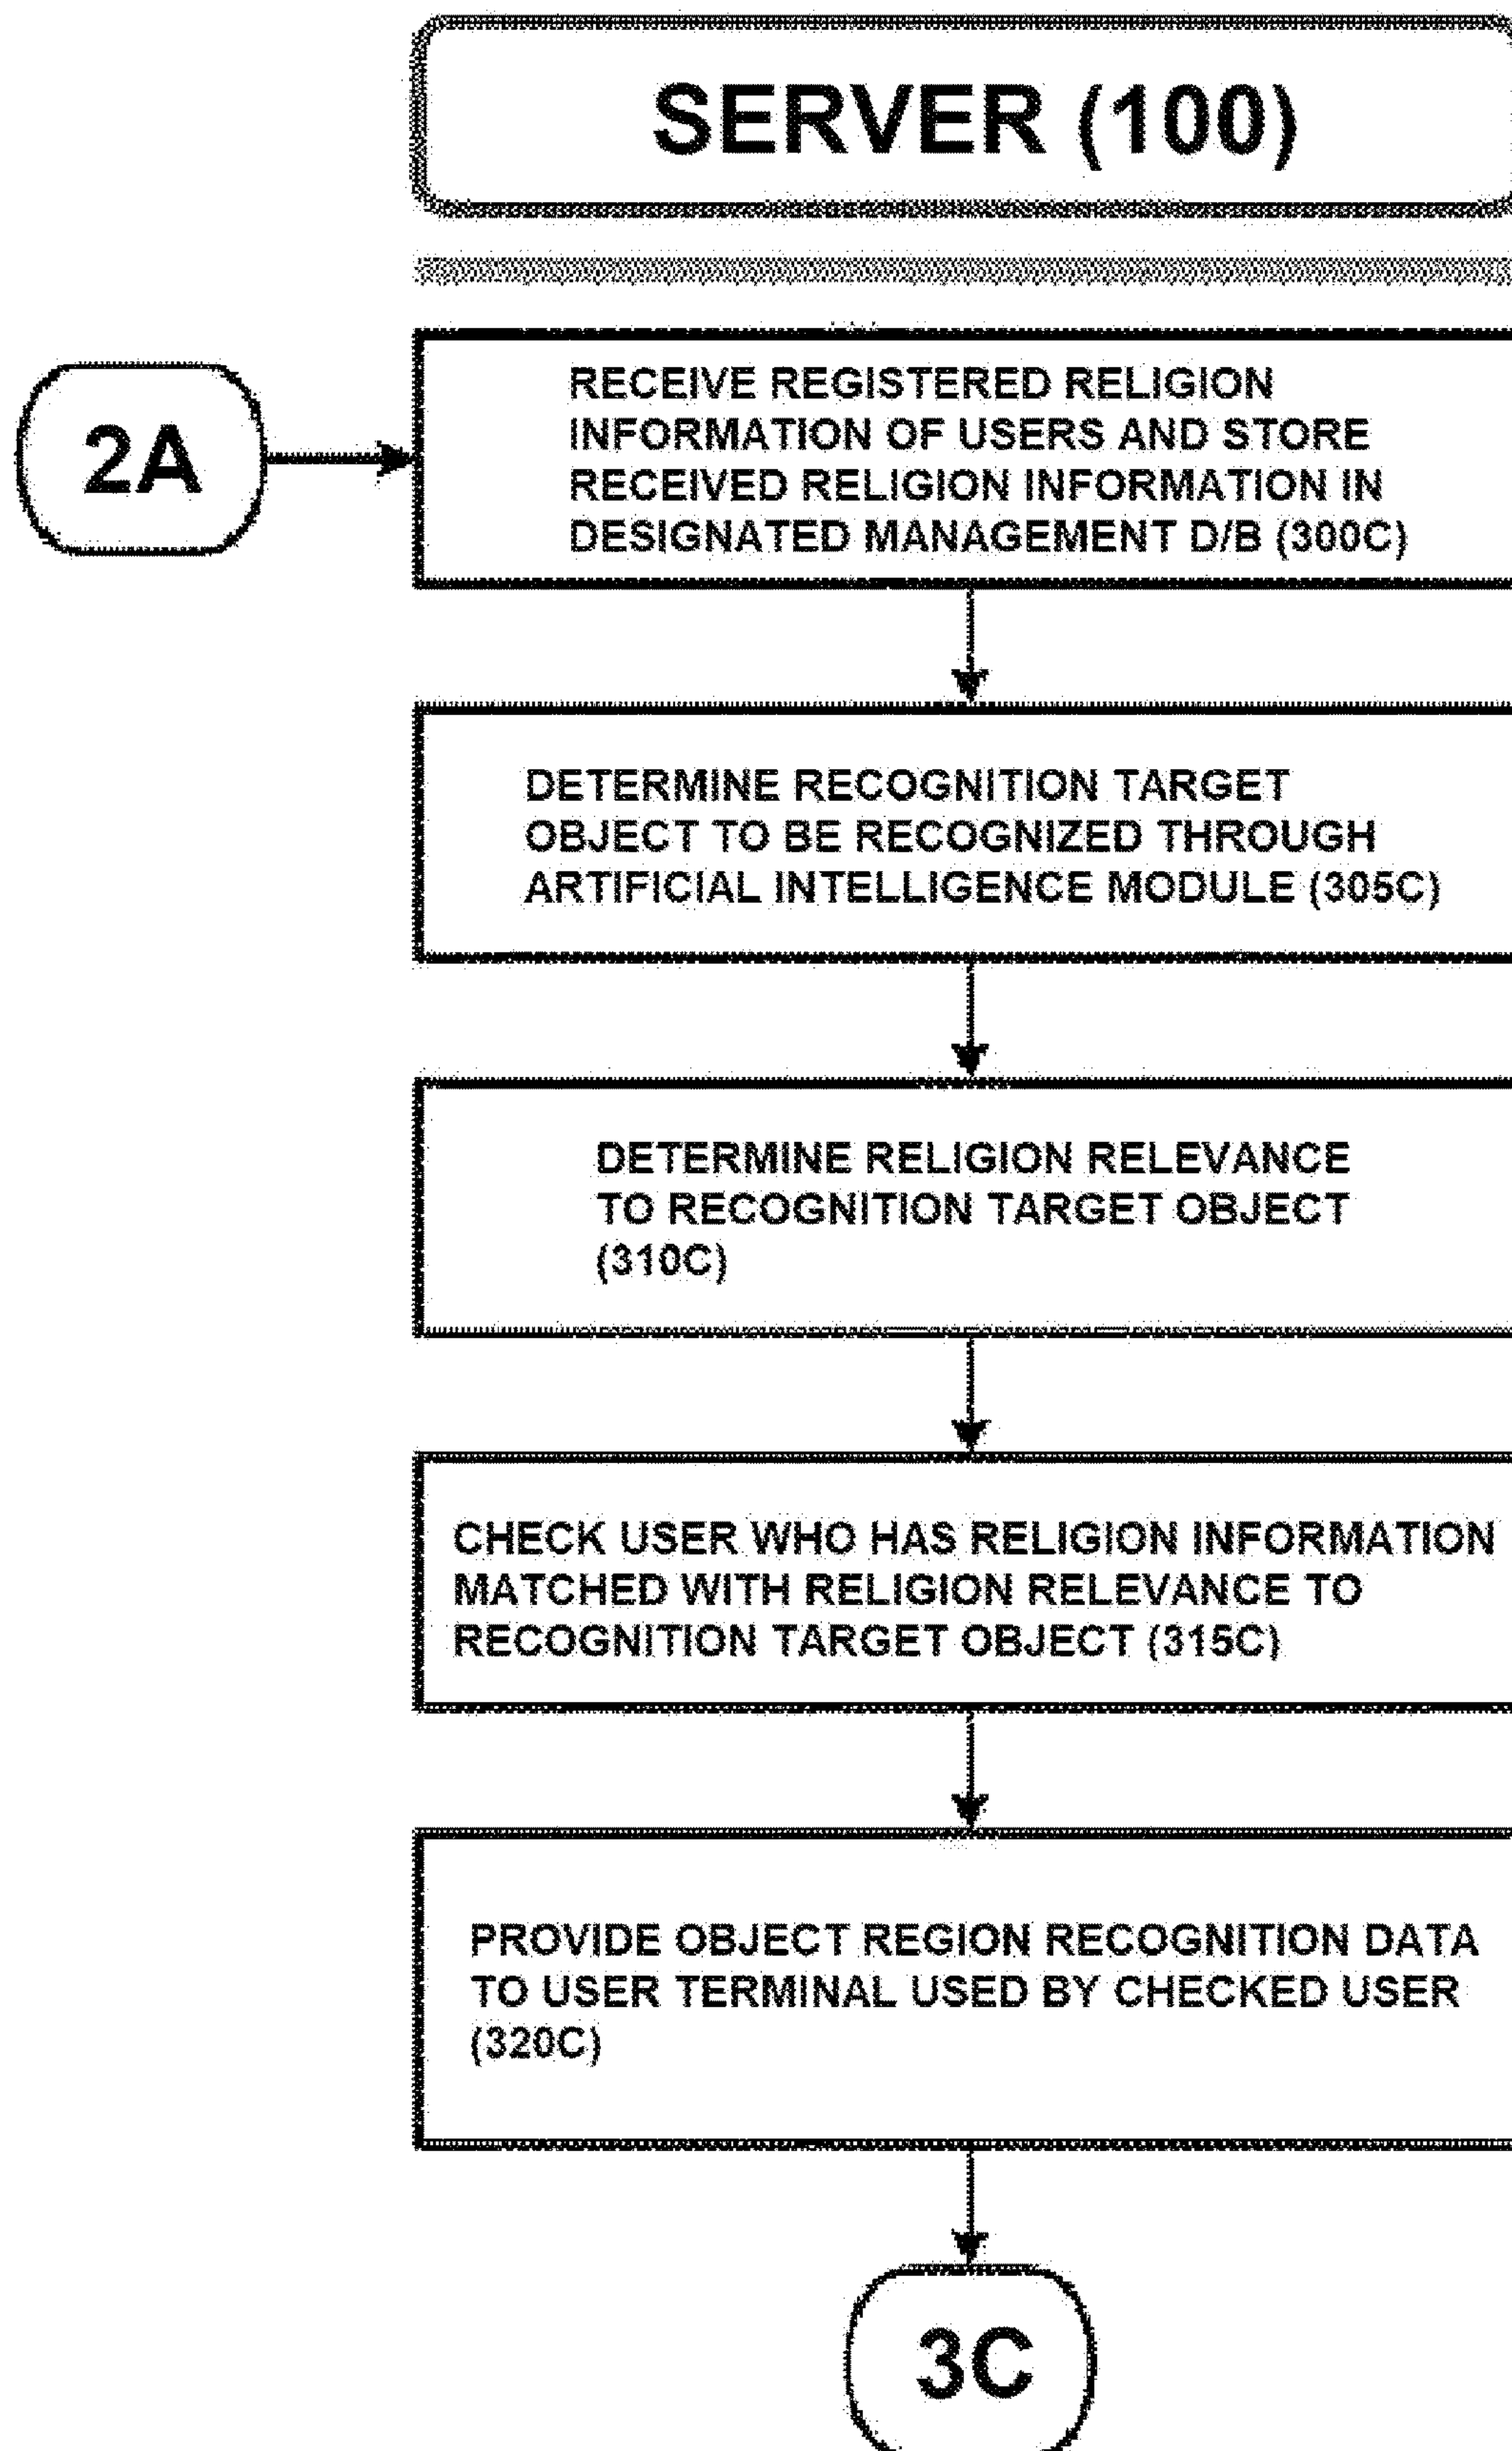 SERVER (100)
2A
RECEIVE REGISTERED RELIGION
INFORMATION OF USERS AND STORE
RECEIVED RELIGION INFORMATION IN
DESIGNATED MANAGEMENT D/B (300C)
DETERMINE RECOGNITION TARGET
OBJECT TO BE RECOGNIZED THROUGH
ARTIFICIAL INTELLIGENCE MODULE (305C)
DETERMINE RELIGION RELEVANCE
TO RECOGNITION TARGET OBJECT
(310C)
CHECK USER WHO HAS RELIGION INFORMATION
MATCHED WITH RELIGION RELEVANCE TO
RECOGNITION TARGET OBJECT (315C)
PROVIDE OBJECT REGION RECOGNITION DATA
TO USER TERMINAL USED BY CHECKED USER
(320C)
3C